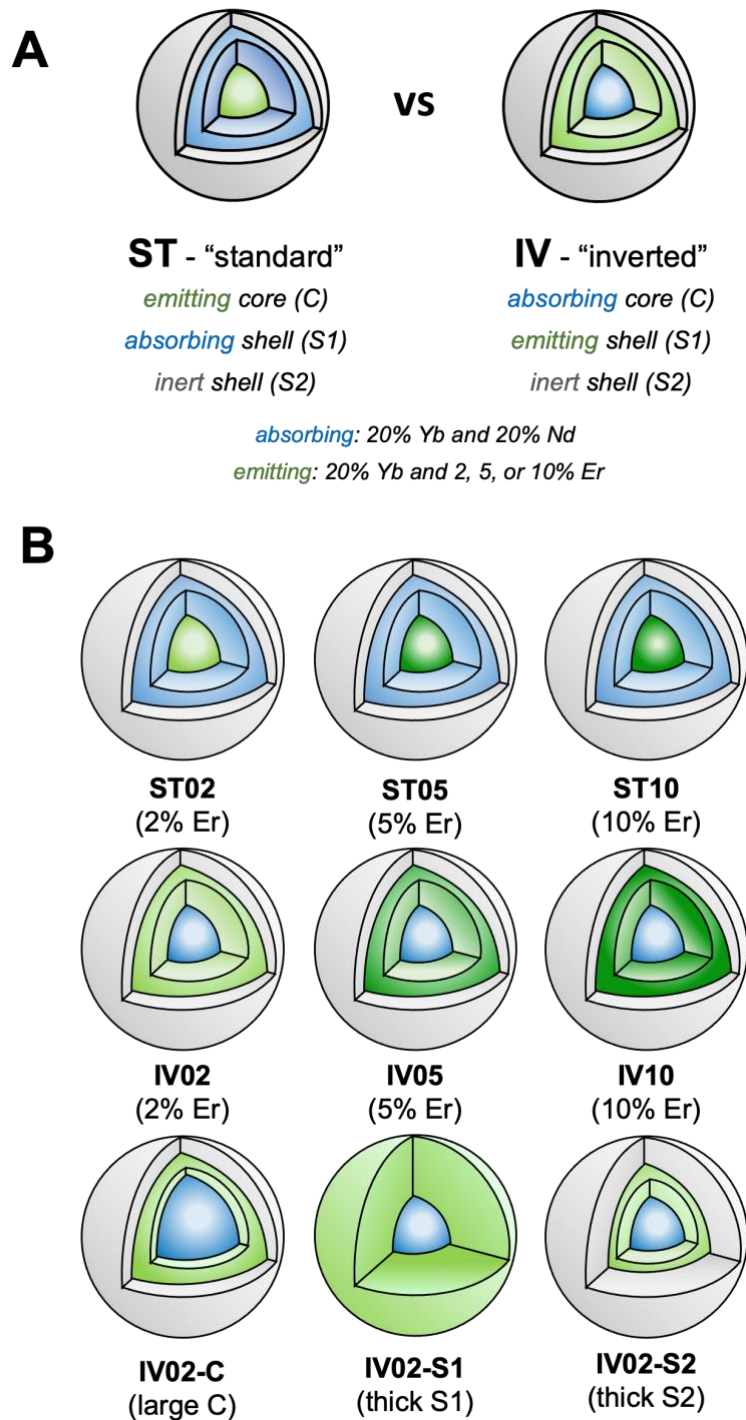 A
vs
ST - "standard"
emitting core (C)
absorbing shell (S1)
inert shell (S2)
IV - "inverted"
absorbing core (C)
emitting shell (S1)
inert shell (S2)
absorbing: 20% Yb and 20% Nd
emitting: 20% Yb and 2, 5, or 10% Er
B
ST02
(2% Er)
ST05
(5% Er)
ST10
(10% Er)
IV02
(2% Er)
IV05
(5% Er)
IV10
(10% Er)
IV02-C
(large C)
IV02-S1
(thick S1)
IV02-S2
(thick S2)